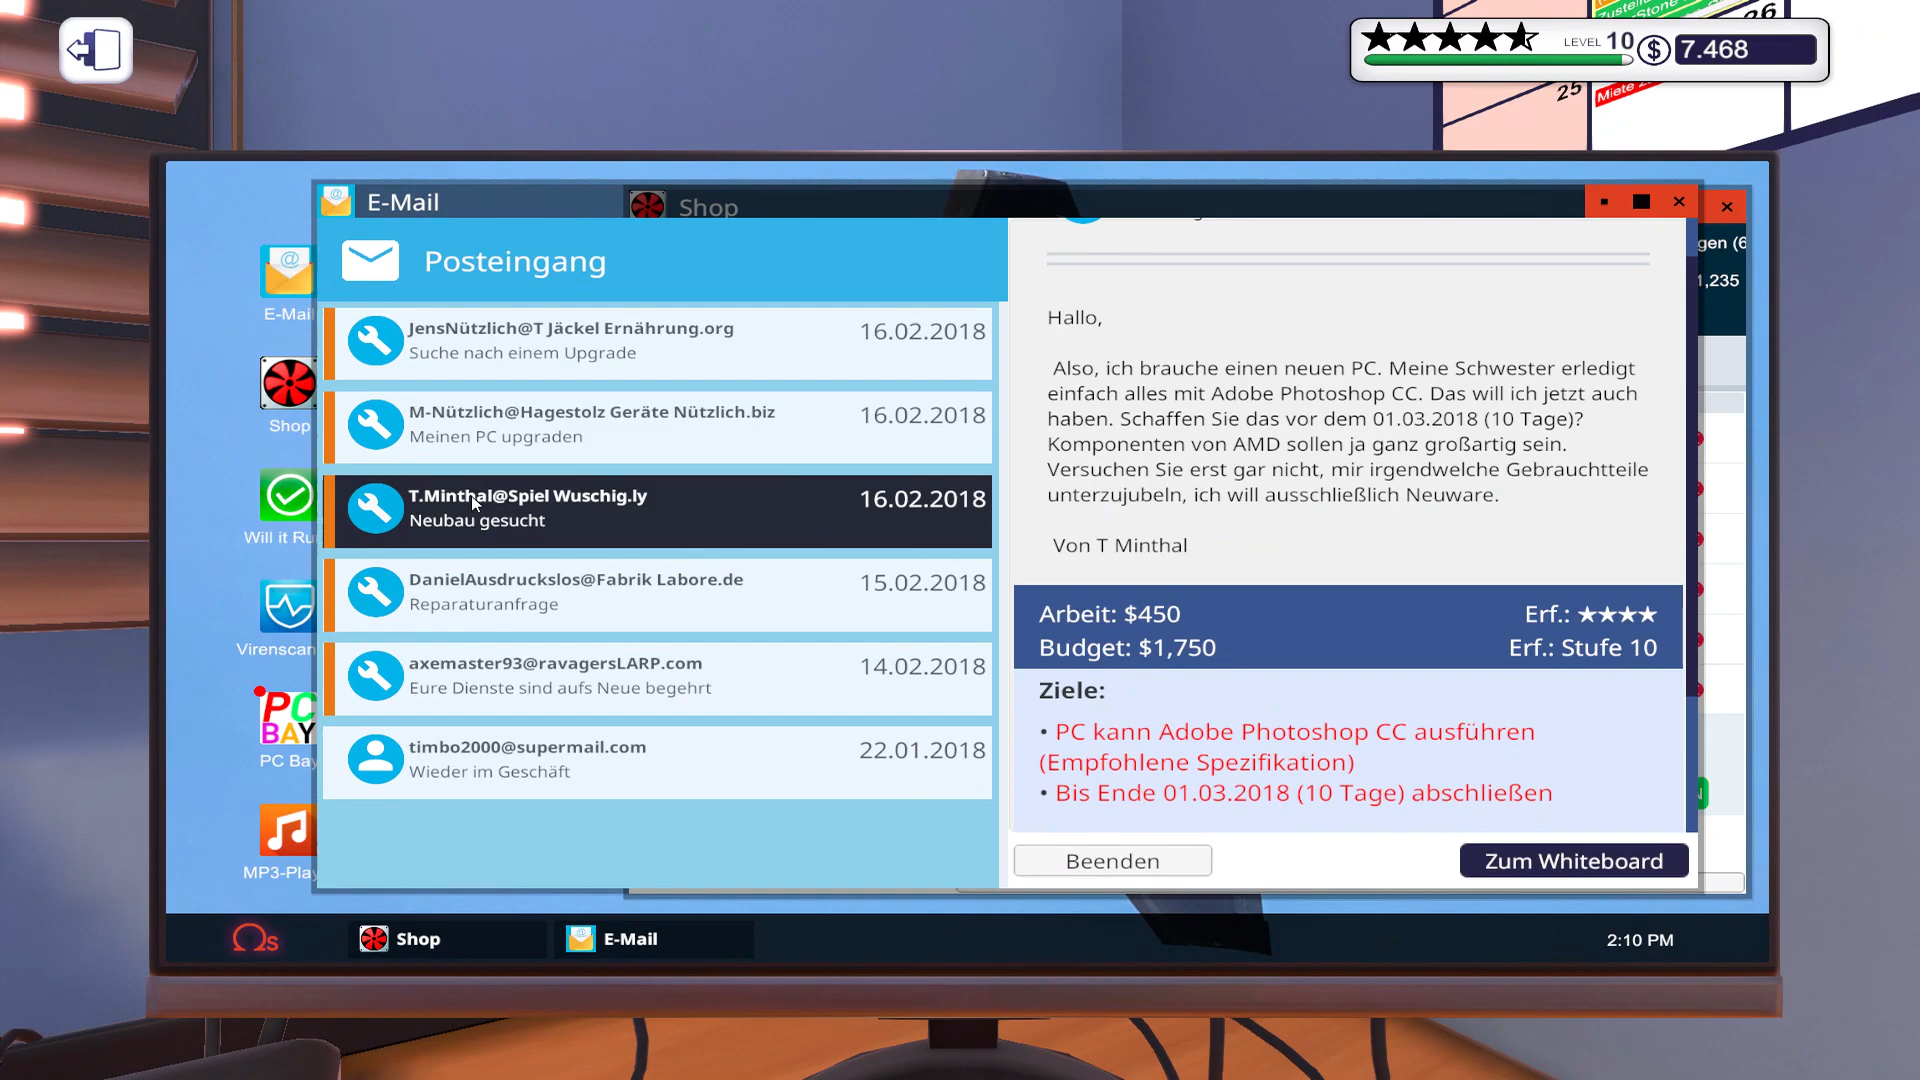 26
LEVEL 10
$ 7.468
25
E-Mail
Shop
Posteingang
JensNützlich@T Jäckel Ernährung.org
16.02.2018
Suche nach einem Upgrade
M-Nützlich@Hagestolz Geräte Nützlich.biz
16.02.2018
Meinen PC upgraden
T.Minthal@Spiel Wuschig.ly
16.02.2018
Neubau gesucht
DanielAusdruckslos@Fabrik Labore.de
15.02.2018
Reparaturanfrage
axemaster93@ravagersLARP.com
14.02.2018
Eure Dienste sind aufs Neue begehrt
timbo2000@supermail.com
22.01.2018
Wieder im Geschäft
Hallo,
Also, ich brauche einen neuen PC. Meine Schwester erledigt
einfach alles mit Adobe Photoshop CC. Das will ich jetzt auch
haben. Schaffen Sie das vor dem 01.03.2018 (10 Tage)?
Komponenten von AMD sollen ja ganz großartig sein.
Versuchen Sie erst gar nicht, mir irgendwelche Gebrauchtteile
unterzujubeln, ich will ausschließlich Neuware.
Von T Minthal
Arbeit: $450
Erf.: ★★★★
Budget: $1,750
Erf.: Stufe 10
Ziele:
• PC kann Adobe Photoshop CC ausführen
(Empfohlene Spezifikation)
• Bis Ende 01.03.2018 (10 Tage) abschließen
Beenden
Zum Whiteboard
E-Mail
Shop
Will it Ru
Virenscan
PC BAY
PC Bay
MP3-Play
gen (6
1,235
Ωs
Shop
E-Mail
2:10 PM
Miete